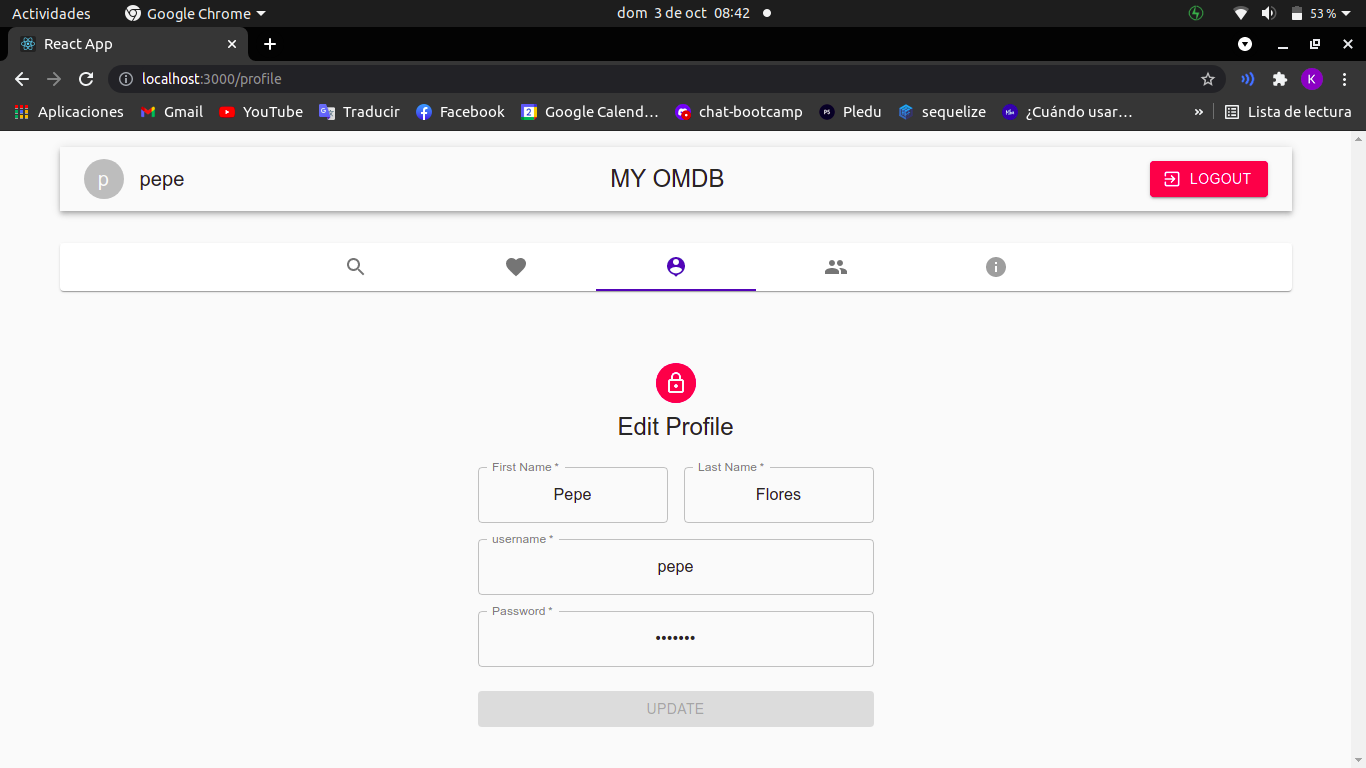 Actividades Google Chrome dom 3 de oct 08:42 53 %
React App
localhost:3000/profile K
Aplicaciones Gmail YouTube Traducir Facebook Google Calend… chat-bootcamp Pledu sequelize ¿Cuándo usar… » Lista de lectura
p pepe MY OMDB LOGOUT
Edit Profile
First Name * Last Name *
Pepe Flores
username *
pepe
Password *
•••••••
UPDATE